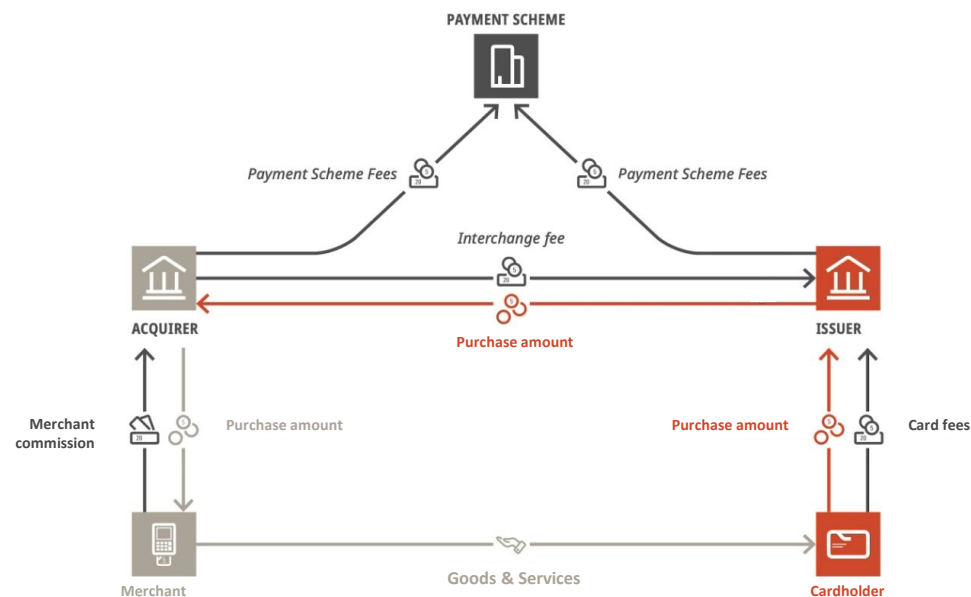 PAYMENT SCHEME
Payment Scheme Fees
Payment Scheme Fees
Interchange fee
ACQUIRER
ISSUER
Purchase amount
Merchant
commission
Purchase amount
Purchase amount
Card fees
Goods & Services
Merchant
Cardholder